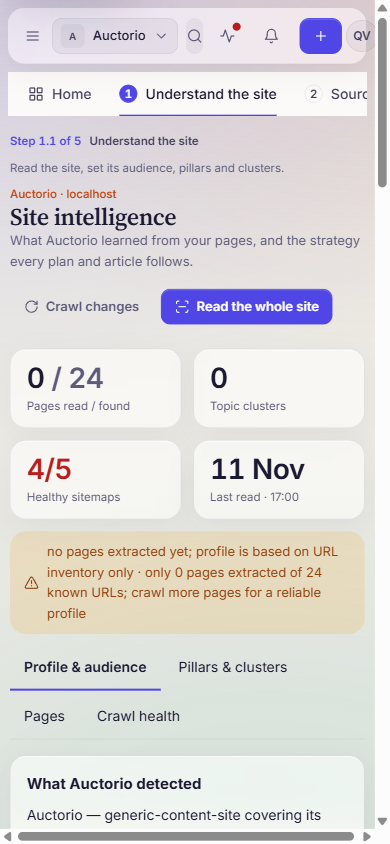 A Auctorio QV
Home 1 Understand the site 2
Step 1.1 of 5 Understand the site
Read the site, set its audience, pillars and clusters.
Auctorio · localhost
Site intelligence
What Auctorio learned from your pages, and the strategy
every plan and article follows.
Crawl changes Read the whole site
0 / 24
Pages read / found
0
Topic clusters
4/5
Healthy sitemaps
11 Nov
Last read · 17:00
no pages extracted yet; profile is based on URL
inventory only · only 0 pages extracted of 24
known URLs; crawl more pages for a reliable
profile
Profile & audience Pillars & clusters
Pages Crawl health
What Auctorio detected
Auctorio — generic-content-site covering its